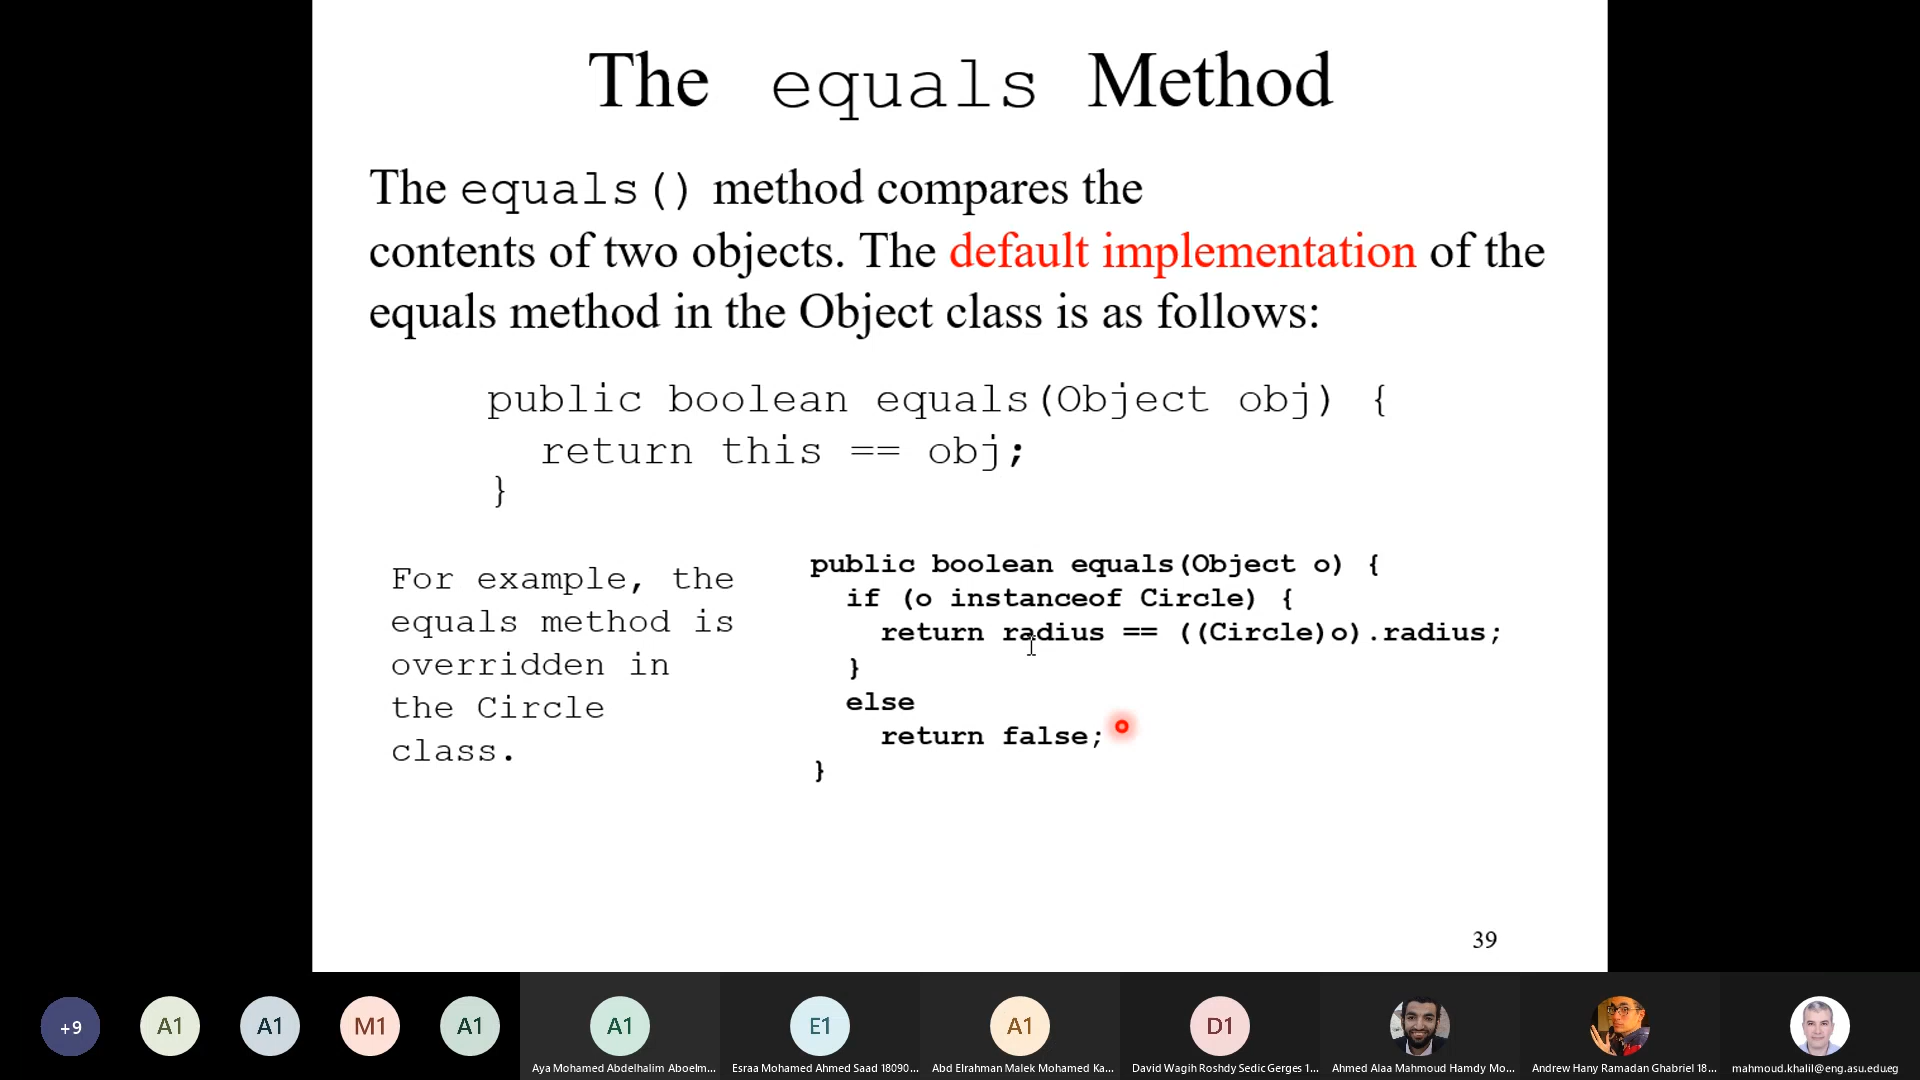 The equals Method
The equals() method compares the
contents of two objects. The default implementation of the
equals method in the Object class is as follows:
public boolean equals(Object obj) {
return this == obj;
}
For example, the
equals method is
overridden in
the Circle
class.
public boolean equals(Object o) {
if (o instanceof Circle) {
return radius == ((Circle)o).radius;
}
else
return false;
}
39
+9
A1
A1
M1
A1
A1
E1
A1
D1
Aya Mohamed Abdelhalim Aboelm...
Esraa Mohamed Ahmed Saad 18090...
Abd Elrahman Malek Mohamed Ka...
David Wagih Roshdy Sedic Gerges 1...
Ahmed Alaa Mahmoud Hamdy Mo...
Andrew Hany Ramadan Ghabriel 18...
mahmoud.khalil@eng.asu.edu.eg